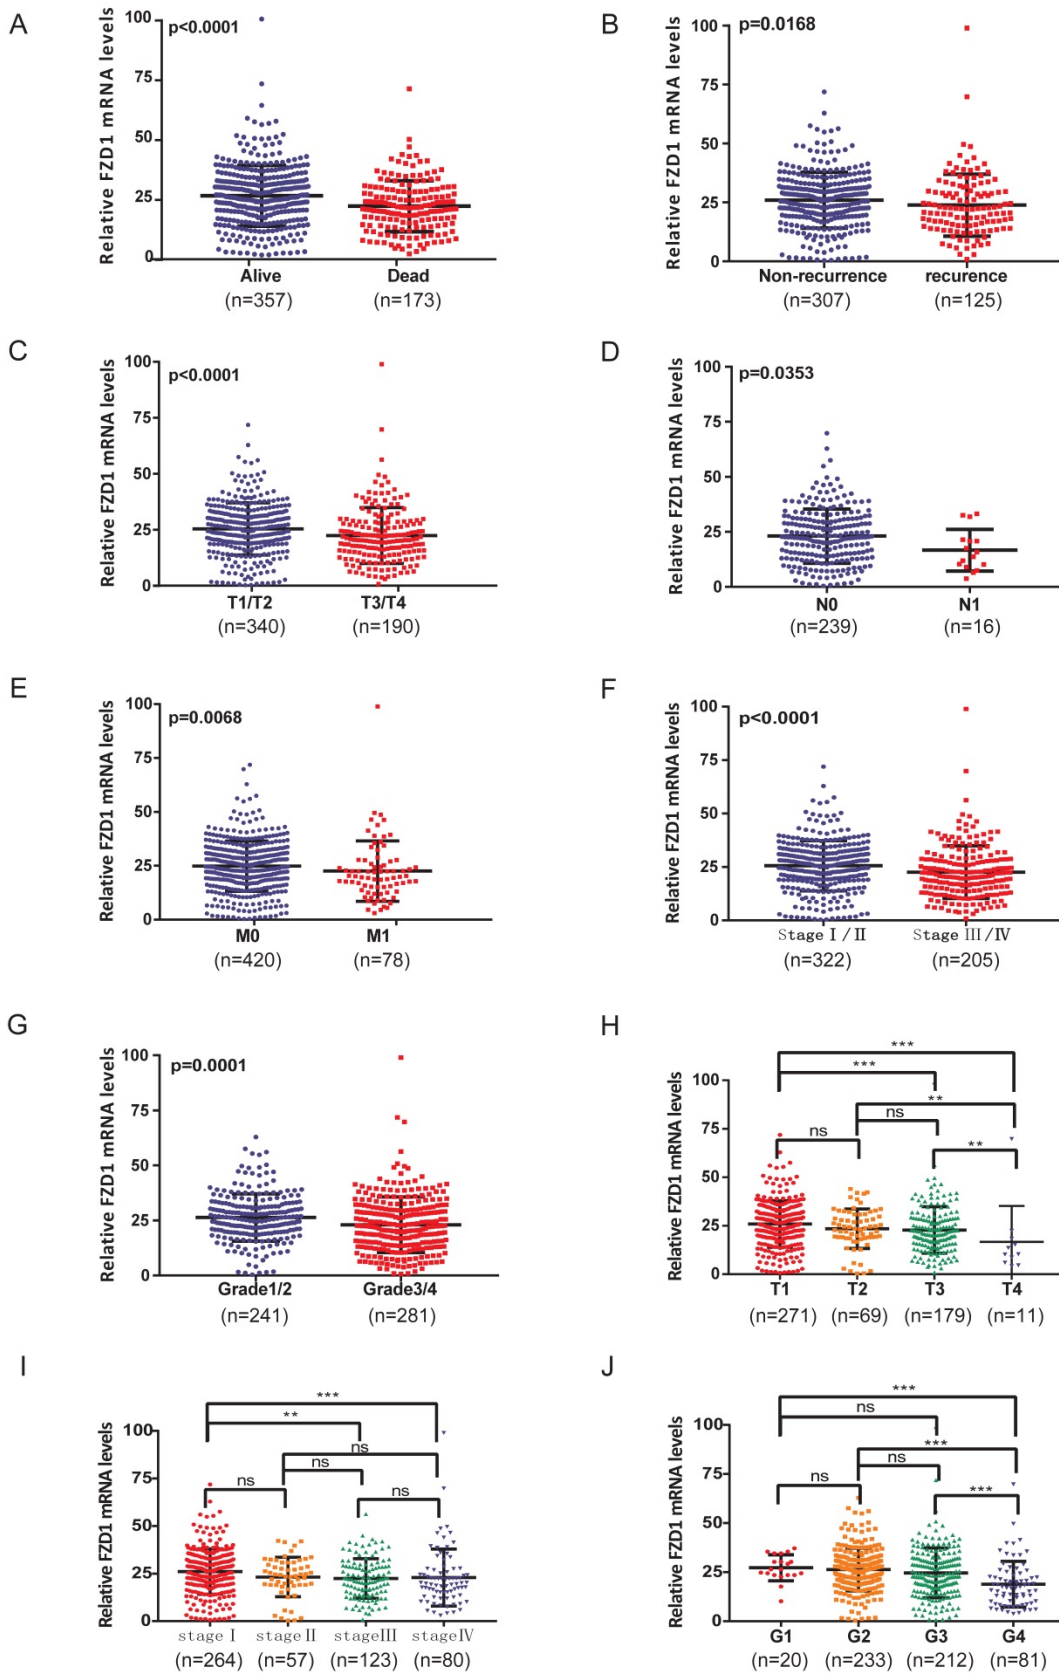 A
Relative FZD1 mRNA levels
p<0.0001
100
75
50
25
0
Alive
Dead
(n=357)
(n=173)
B
Relative FZD1 mRNA levels
p=0.0168
100
75
50
25
0
Non-recurrence
recurence
(n=307)
(n=125)
C
Relative FZD1 mRNA levels
p<0.0001
100
75
50
25
0
T1/T2
T3/T4
(n=340)
(n=190)
D
Relative FZD1 mRNA levels
p=0.0353
100
75
50
25
0
N0
N1
(n=239)
(n=16)
E
Relative FZD1 mRNA levels
p=0.0068
100
75
50
25
0
M0
M1
(n=420)
(n=78)
F
Relative FZD1 mRNA levels
p<0.0001
100
75
50
25
0
Stage Ⅰ/Ⅱ
Stage Ⅲ/Ⅳ
(n=322)
(n=205)
G
Relative FZD1 mRNA levels
p=0.0001
100
75
50
25
0
Grade1/2
Grade3/4
(n=241)
(n=281)
H
Relative FZD1 mRNA levels
***
***
**
ns
ns
**
100
75
50
25
0
T1
T2
T3
T4
(n=271)
(n=69)
(n=179)
(n=11)
I
Relative FZD1 mRNA levels
***
**
ns
ns
ns
ns
100
75
50
25
0
stage Ⅰ
stage Ⅱ
stageⅢ
stageⅣ
(n=264)
(n=57)
(n=123)
(n=80)
J
Relative FZD1 mRNA levels
***
ns
***
ns
ns
***
100
75
50
25
0
G1
G2
G3
G4
(n=20)
(n=233)
(n=212)
(n=81)